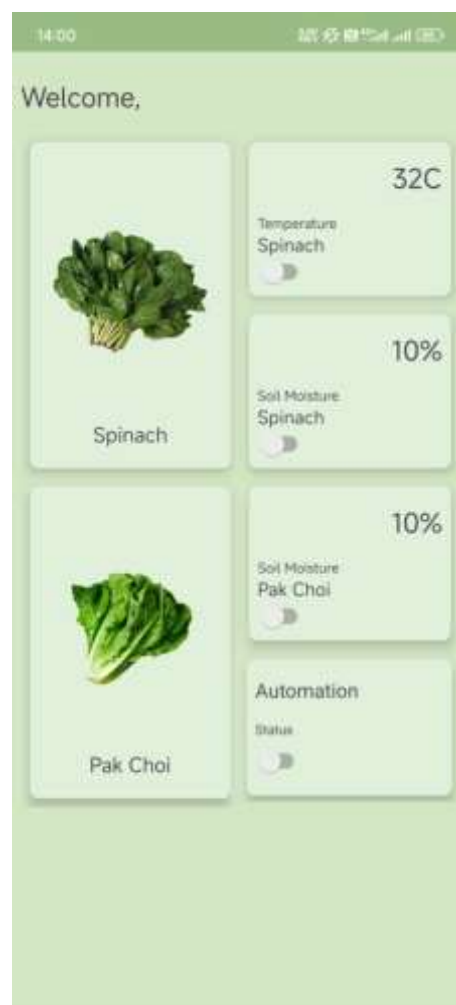 14:00
Welcome,
Spinach
32C
Temperature
Spinach
10%
Soil Moisture
Spinach
Pak Choi
10%
Soil Moisture
Pak Choi
Automation
Status